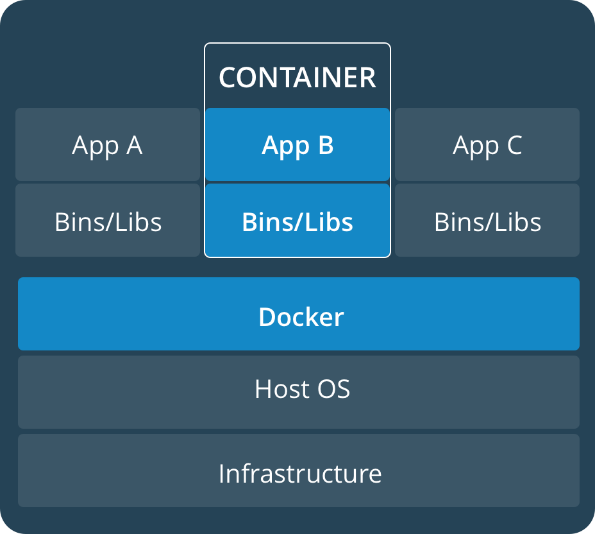 CONTAINER
App A
App B
App C
Bins/Libs
Bins/Libs
Bins/Libs
Docker
Host OS
Infrastructure